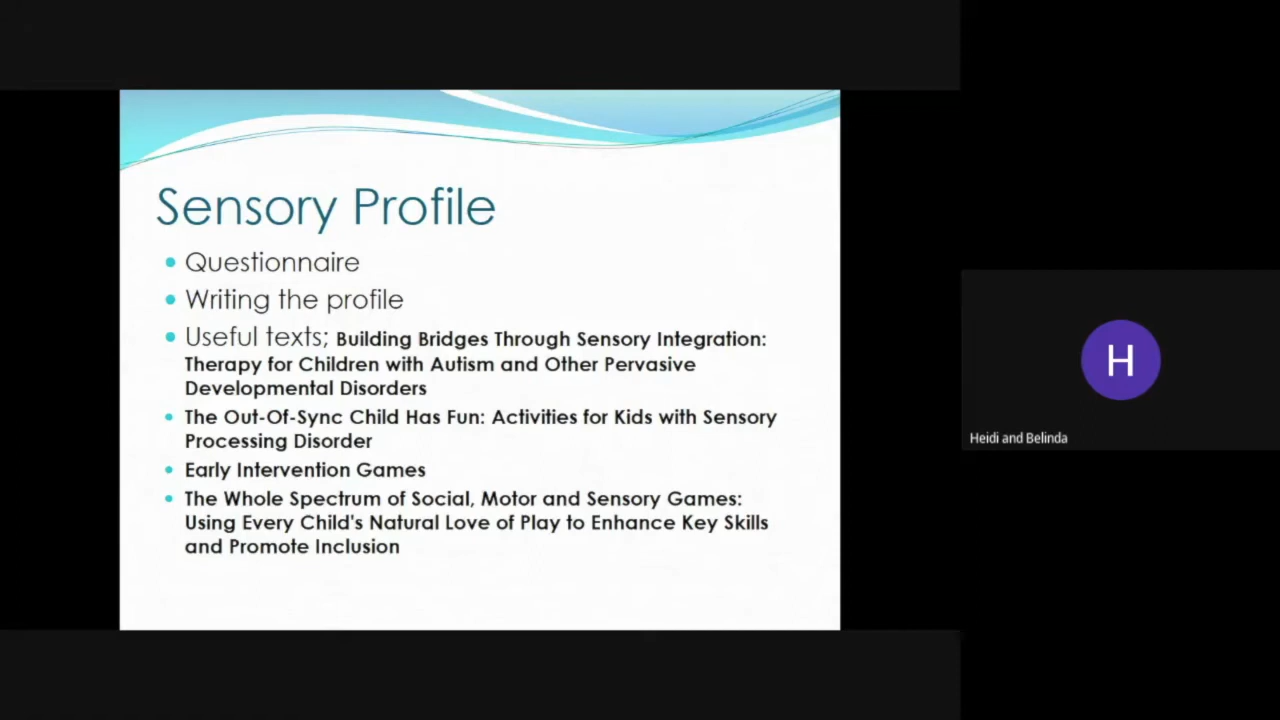 Sensory Profile
Questionnaire
Writing the profile
Useful texts; Building Bridges Through Sensory Integration:
Therapy for Children with Autism and Other Pervasive
Developmental Disorders
The Out-Of-Sync Child Has Fun: Activities for Kids with Sensory
Processing Disorder
Early Intervention Games
The Whole Spectrum of Social, Motor and Sensory Games:
Using Every Child's Natural Love of Play to Enhance Key Skills
and Promote Inclusion
H
Heidi and Belinda